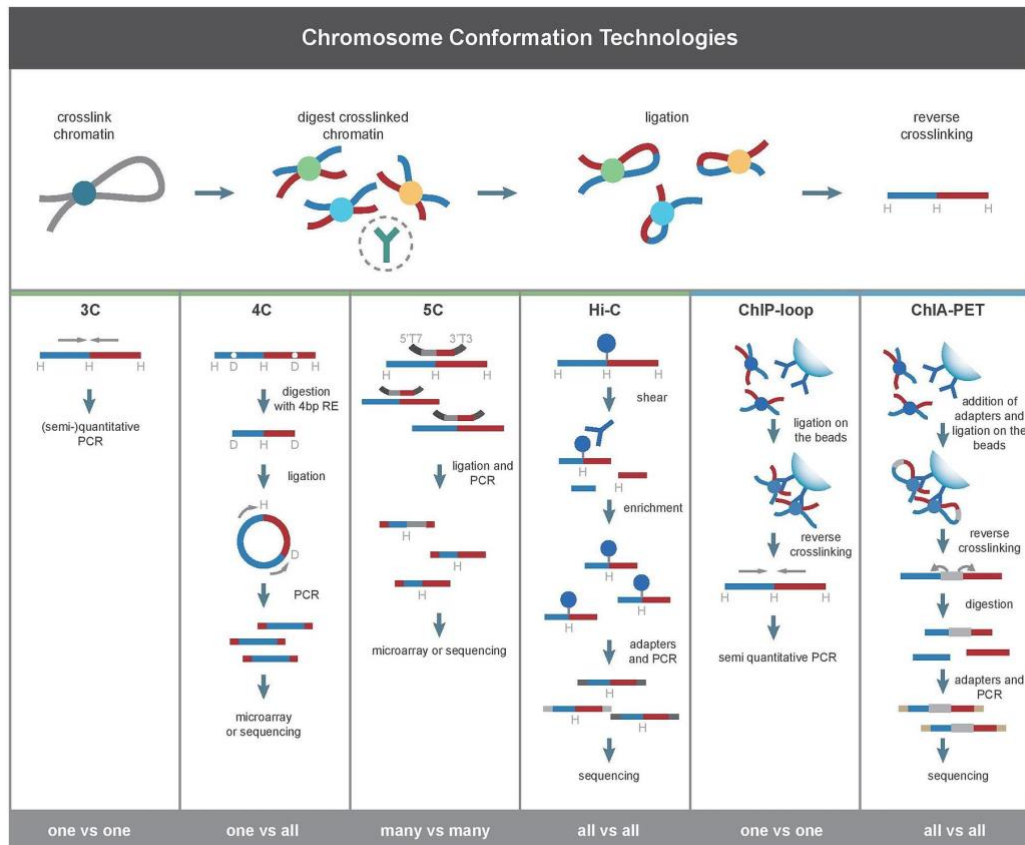 Chromosome Conformation Technologies
crosslink
chromatin
digest crosslinked
chromatin
ligation
reverse
crosslinking
H H H
3C
H H H
(semi-)quantitative
PCR
one vs one
4C
H D H D H
digestion
with 4bp RE
D H D
ligation
H
D
PCR
microarray
or sequencing
one vs all
5C
5'T7 3'T3
H H H
ligation and
PCR
H
H
H
microarray or sequencing
many vs many
Hi-C
H H H
shear
H H
enrichment
H
H H
adapters
and PCR
H
H H
sequencing
all vs all
ChIP-loop
ligation on
the beads
reverse
crosslinking
H H H
semi quantitative PCR
one vs one
ChIA-PET
addition of
adapters and
ligation on the
beads
reverse
crosslinking
digestion
adapters and
PCR
sequencing
all vs all